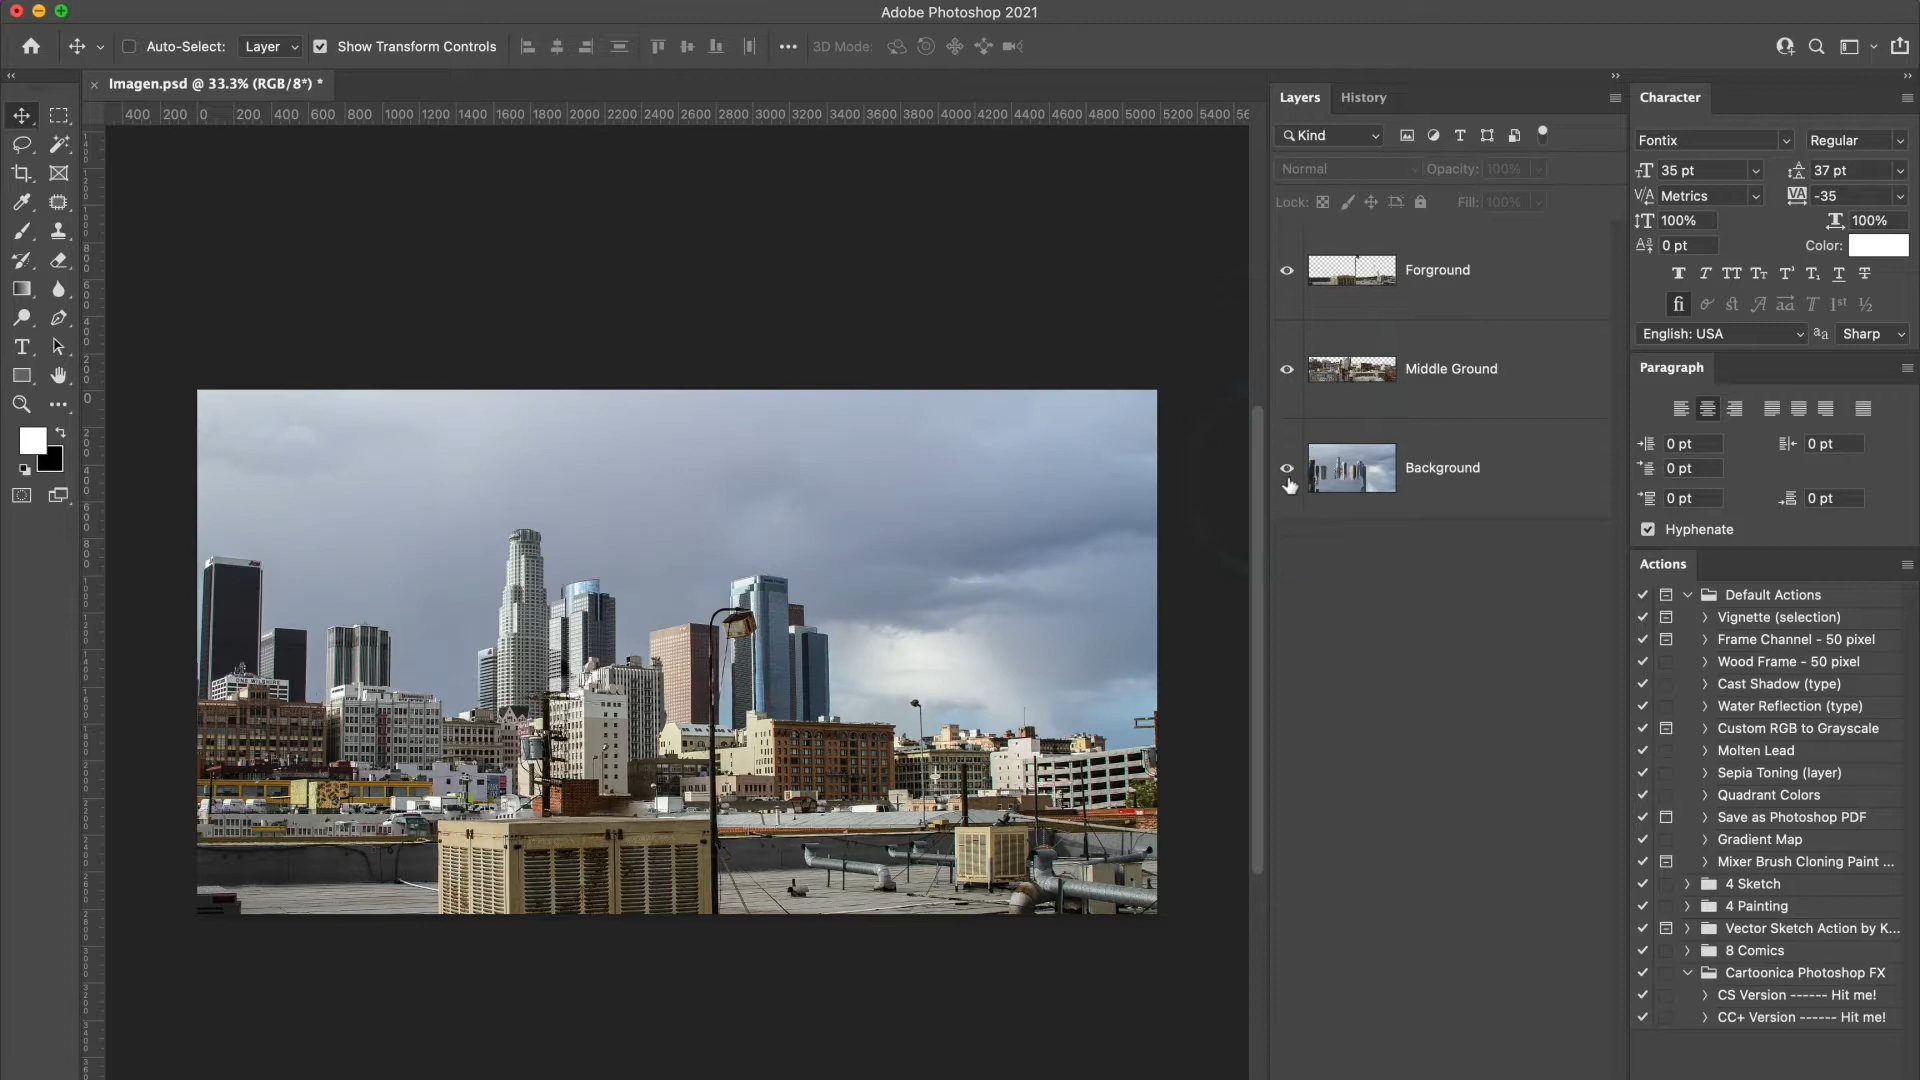 Adobe Photoshop 2021
Auto-Select: Layer Show Transform Controls 3D Mode:
Imagen.psd @ 33.3% (RGB/8*) *
400 200 0 200 400 600 800 1000 1200 1400 1600 1800 2000 2200 2400 2600 2800 3000 3200 3400 3600 3800 4000 4200 4400 4600 4800 5000 5200 5400 56
Layers History
Kind
Normal Opacity: 100%
Lock: Fill: 100%
Forground
Middle Ground
Background
ONE WILSHIRE
Character
Fontix Regular
35 pt 37 pt
Metrics -35
100% 100%
0 pt Color:
English: USA Sharp
Paragraph
0 pt 0 pt
0 pt
0 pt 0 pt
Hyphenate
Actions
Default Actions
Vignette (selection)
Frame Channel - 50 pixel
Wood Frame - 50 pixel
Cast Shadow (type)
Water Reflection (type)
Custom RGB to Grayscale
Molten Lead
Sepia Toning (layer)
Quadrant Colors
Save as Photoshop PDF
Gradient Map
Mixer Brush Cloning Paint ...
4 Sketch
4 Painting
Vector Sketch Action by K...
8 Comics
Cartoonica Photoshop FX
CS Version ------ Hit me!
CC+ Version ------ Hit me!